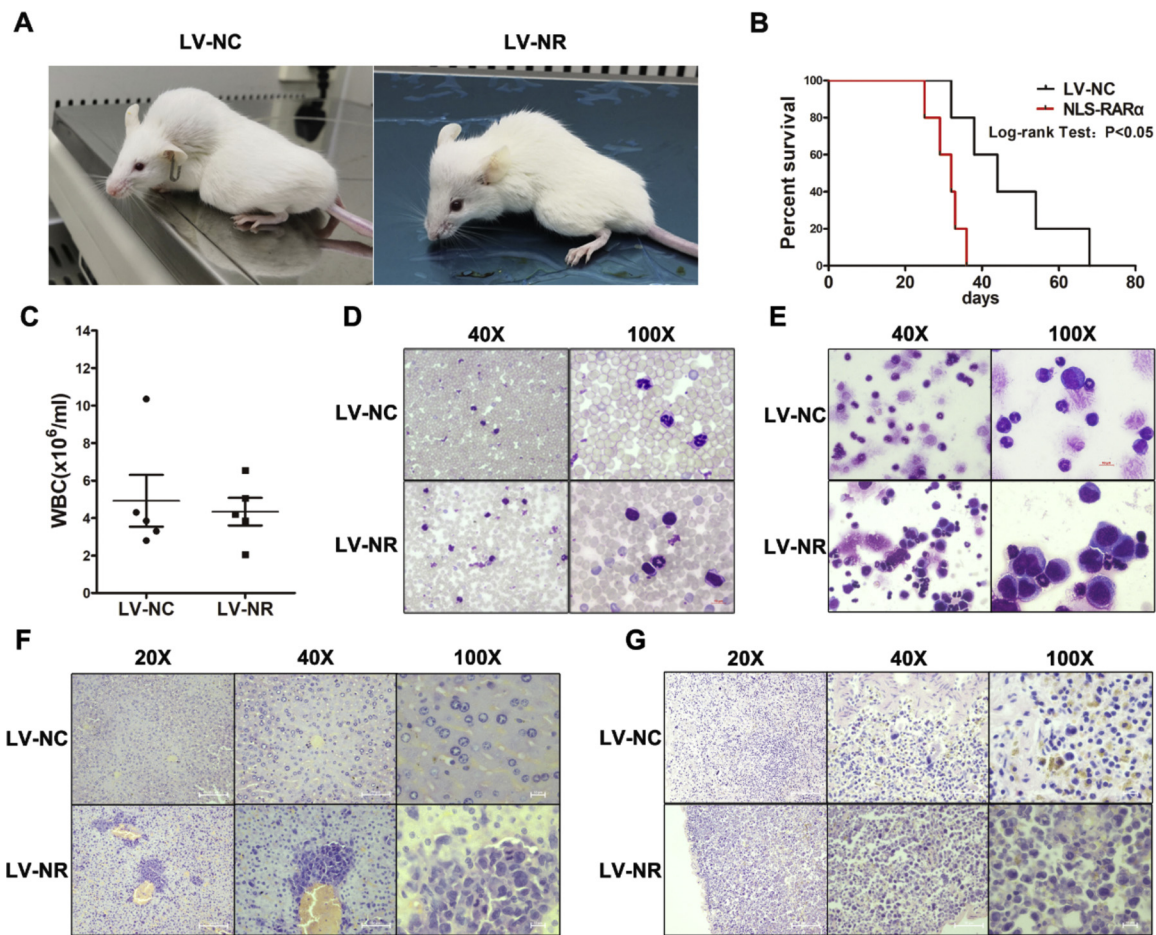 A
LV-NC
LV-NR
B
Percent survival
100
80
60
40
20
0
0
20
40
60
80
days
LV-NC
NLS-RARα
Log-rank Test: P<0.05
C
WBC(x10⁶/ml)
14
12
10
8
6
4
2
0
LV-NC
LV-NR
D
40X
100X
LV-NC
LV-NR
E
40X
100X
LV-NC
LV-NR
F
20X
40X
100X
LV-NC
LV-NR
G
20X
40X
100X
LV-NC
LV-NR